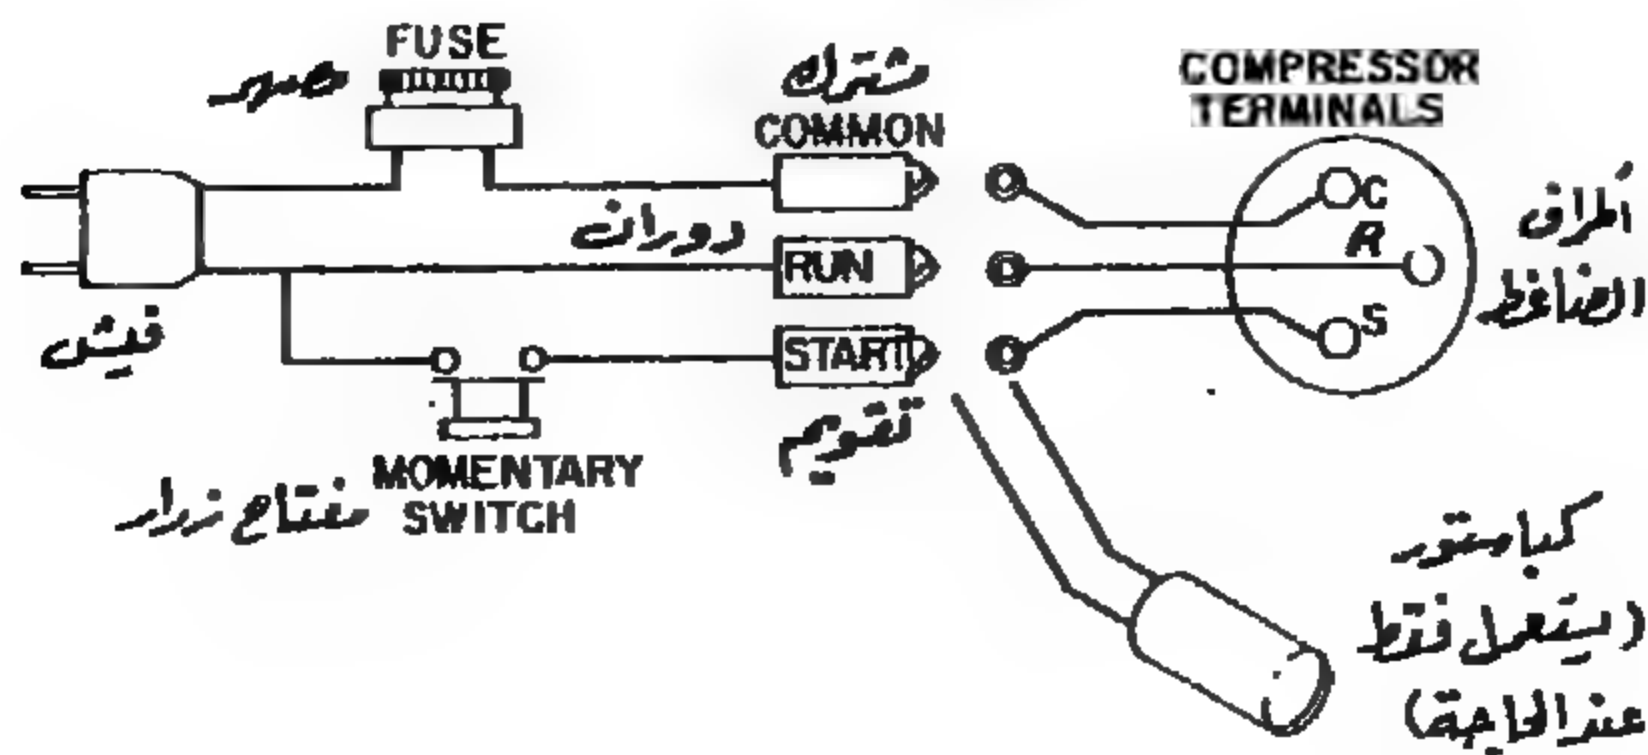 FUSE
مصهر
مشترك
COMMON
COMPRESSOR
TERMINALS
C
R
S
أطراف
الضاغط
دوران
RUN
فيش
START
تقويم
MOMENTARY
SWITCH
مفتاح زرار
كباستور
(يستعمل فقط
عند الحاجة)